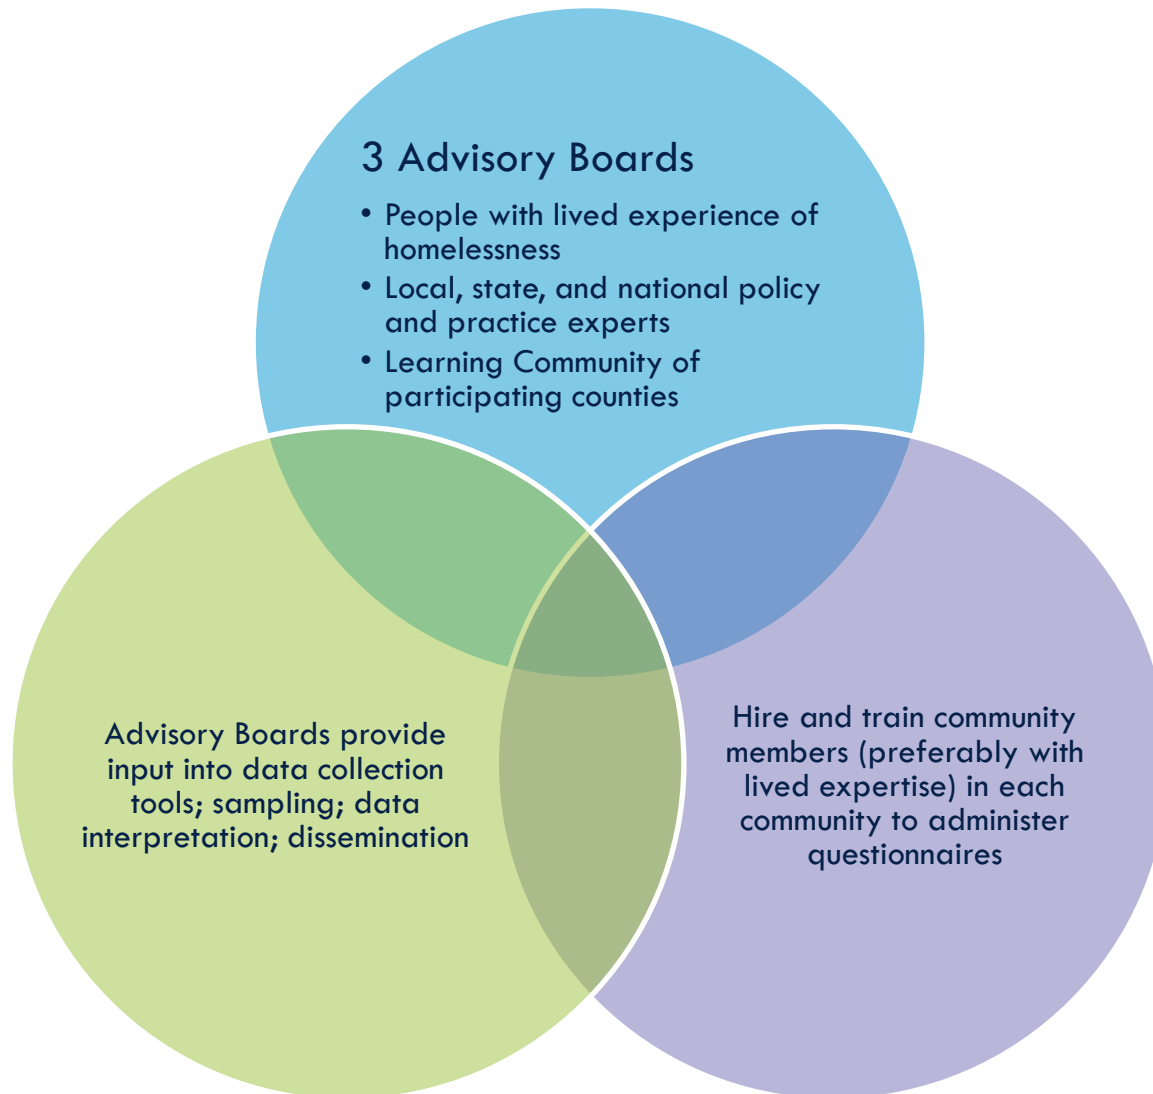 3 Advisory Boards
• People with lived experience of
homelessness
• Local, state, and national policy
and practice experts
• Learning Community of
participating counties
Advisory Boards provide
input into data collection
tools; sampling; data
interpretation; dissemination
Hire and train community
members (preferably with
lived expertise) in each
community to administer
questionnaires